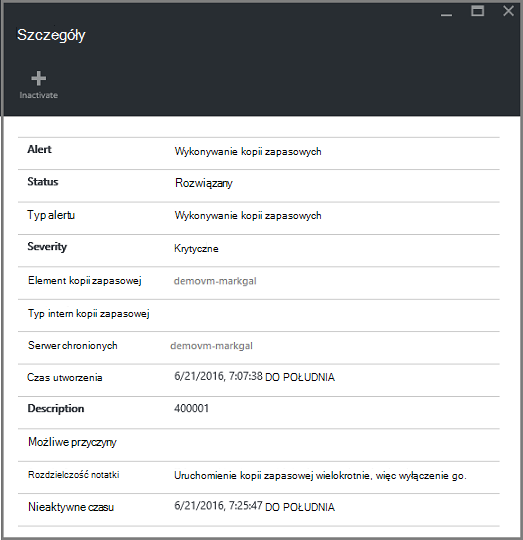 Szczegóły
Inactivate
Alert Wykonywanie kopii zapasowych
Status Rozwiązany
Typ alertu Wykonywanie kopii zapasowych
Severity Krytyczne
Element kopii zapasowej demovm-markgal
Typ intern kopii zapasowej
Serwer chronionych demovm-markgal
Czas utworzenia 6/21/2016, 7:07:38 DO POŁUDNIA
Description 400001
Możliwe przyczyny
Rozdzielczość notatki Uruchomienie kopii zapasowej wielokrotnie, więc wyłączenie go.
Nieaktywne czasu 6/21/2016, 7:25:47 DO POŁUDNIA